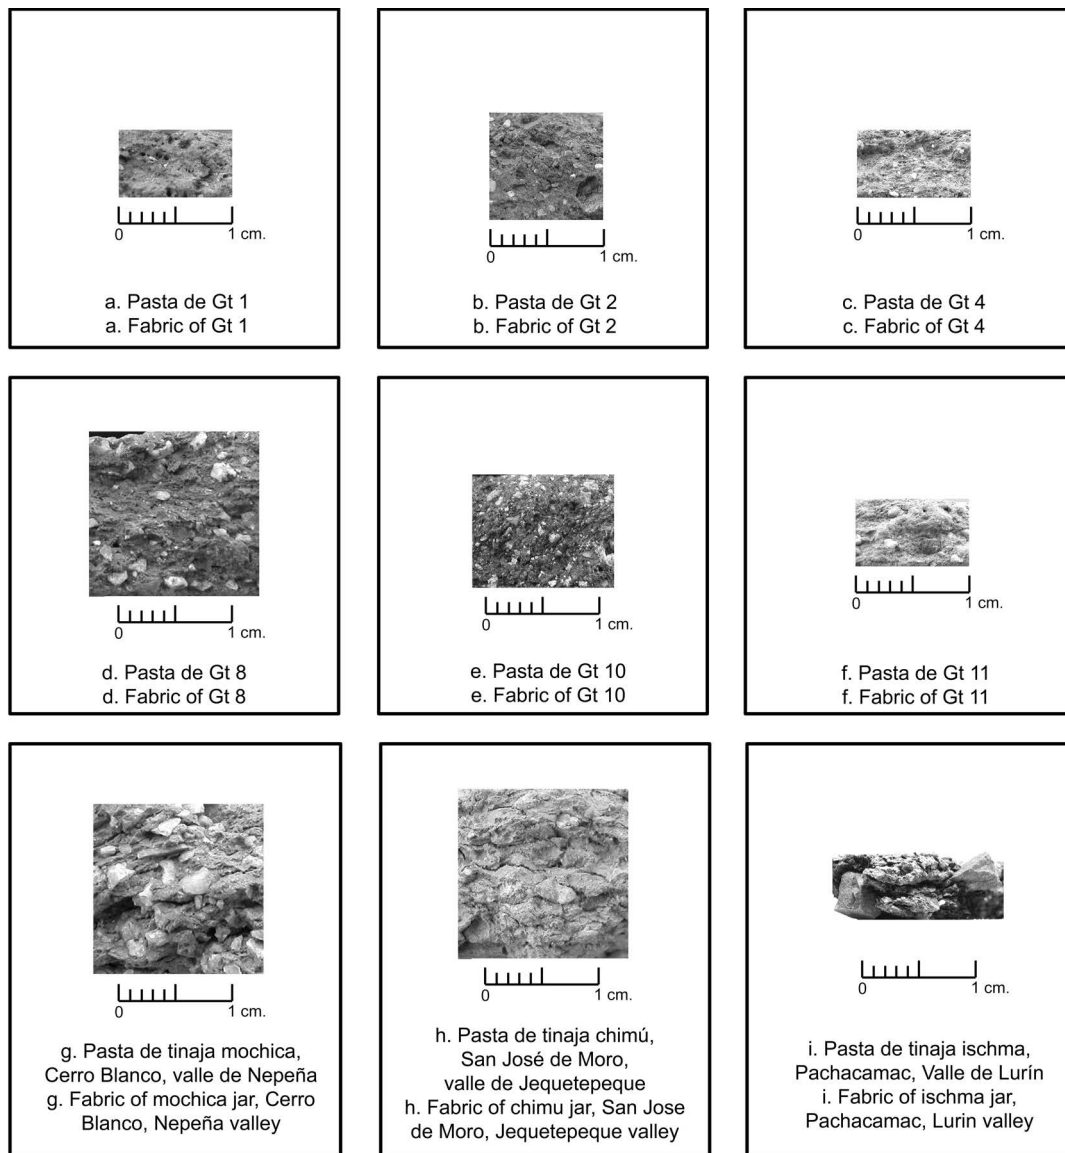 0 1 cm.
a. Pasta de Gt 1
a. Fabric of Gt 1
0 1 cm.
b. Pasta de Gt 2
b. Fabric of Gt 2
0 1 cm.
c. Pasta de Gt 4
c. Fabric of Gt 4
0 1 cm.
d. Pasta de Gt 8
d. Fabric of Gt 8
0 1 cm.
e. Pasta de Gt 10
e. Fabric of Gt 10
0 1 cm.
f. Pasta de Gt 11
f. Fabric of Gt 11
0 1 cm.
g. Pasta de tinaja mochica,
Cerro Blanco, valle de Nepeña
g. Fabric of mochica jar, Cerro
Blanco, Nepeña valley
0 1 cm.
h. Pasta de tinaja chimú,
San José de Moro,
valle de Jequetepeque
h. Fabric of chimu jar, San Jose
de Moro, Jequetepeque valley
0 1 cm.
i. Pasta de tinaja ischma,
Pachacamac, Valle de Lurín
i. Fabric of ischma jar,
Pachacamac, Lurin valley